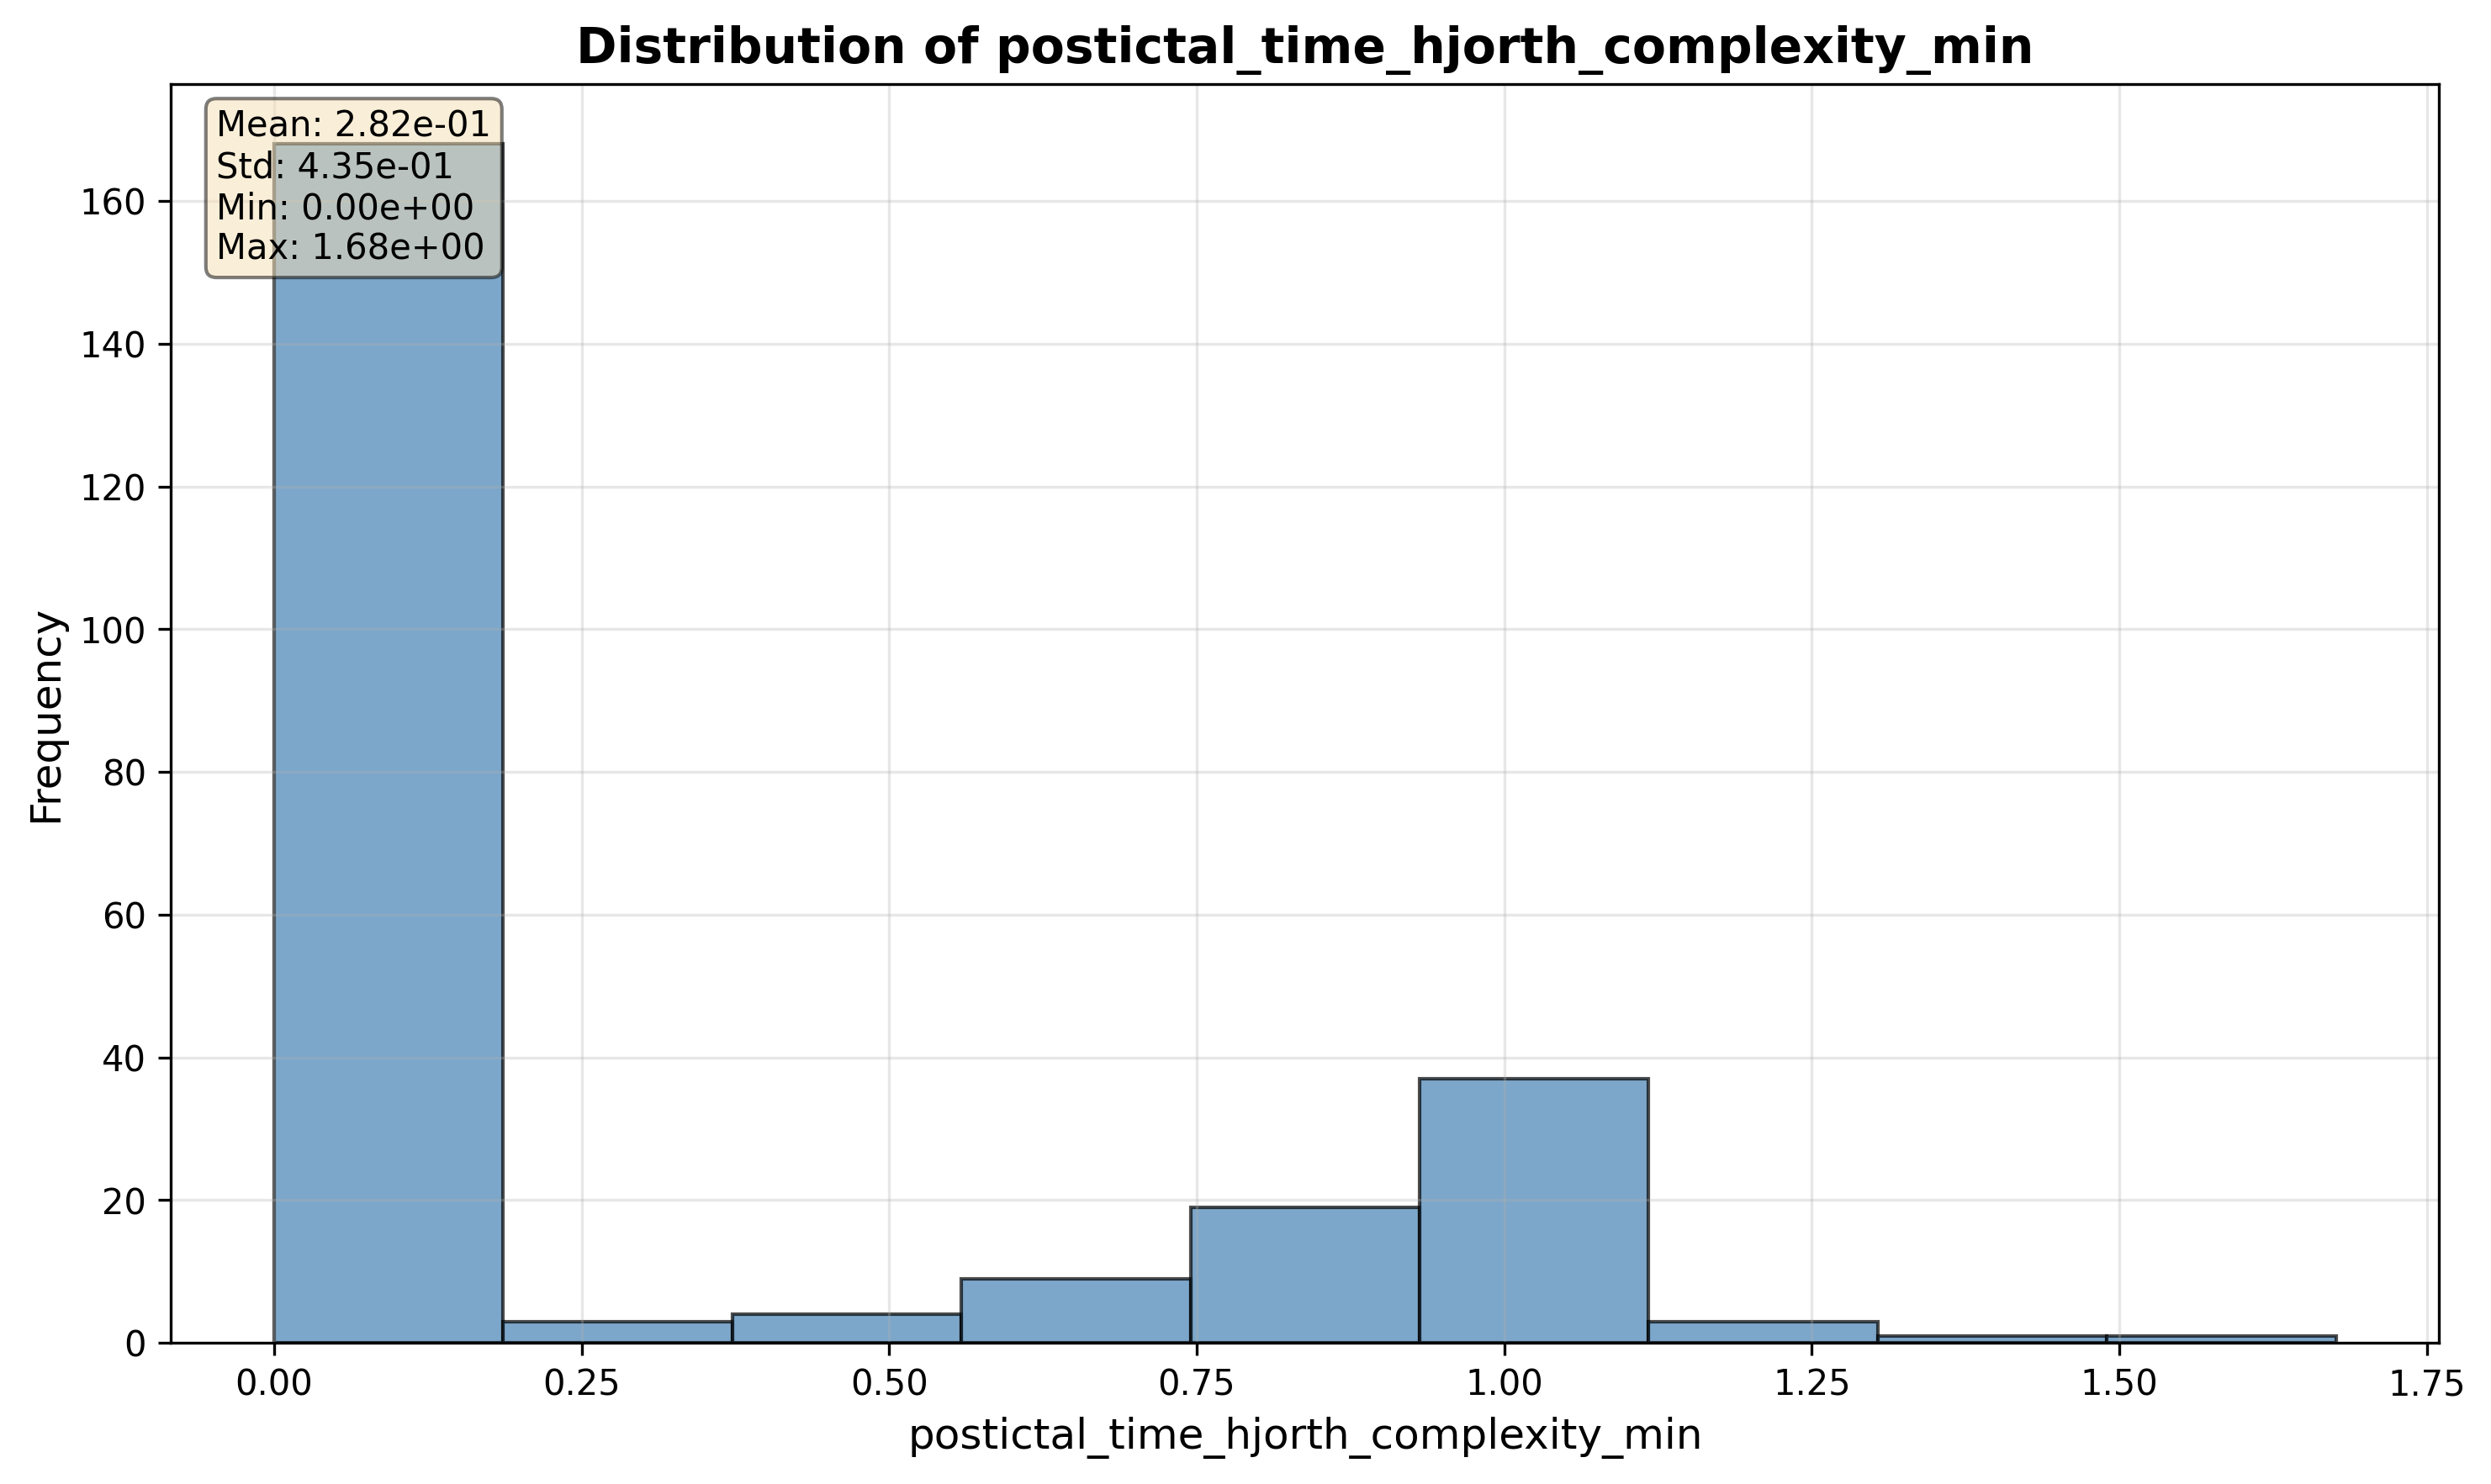 Distribution of postictal_time_hjorth_complexity_min
Mean: 2.82e-01
Std: 4.35e-01
Min: 0.00e+00
Max: 1.68e+00
160
140
120
100
80
60
40
20
0
Frequency
0.00 0.25 0.50 0.75 1.00 1.25 1.50 1.75
postictal_time_hjorth_complexity_min